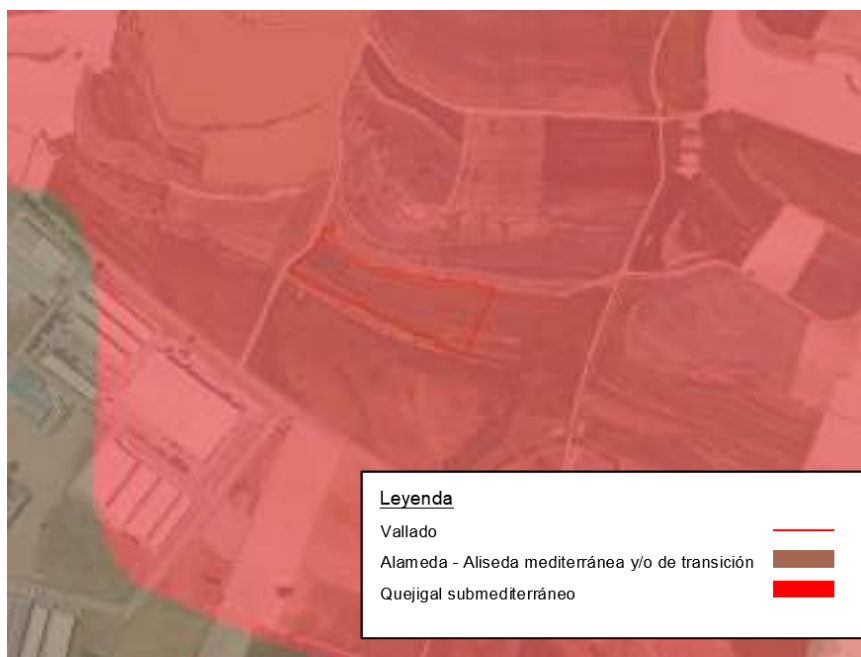 Leyenda
Vallado
Alameda - Aliseda mediterránea y/o de transición
Quejigal submediterráneo